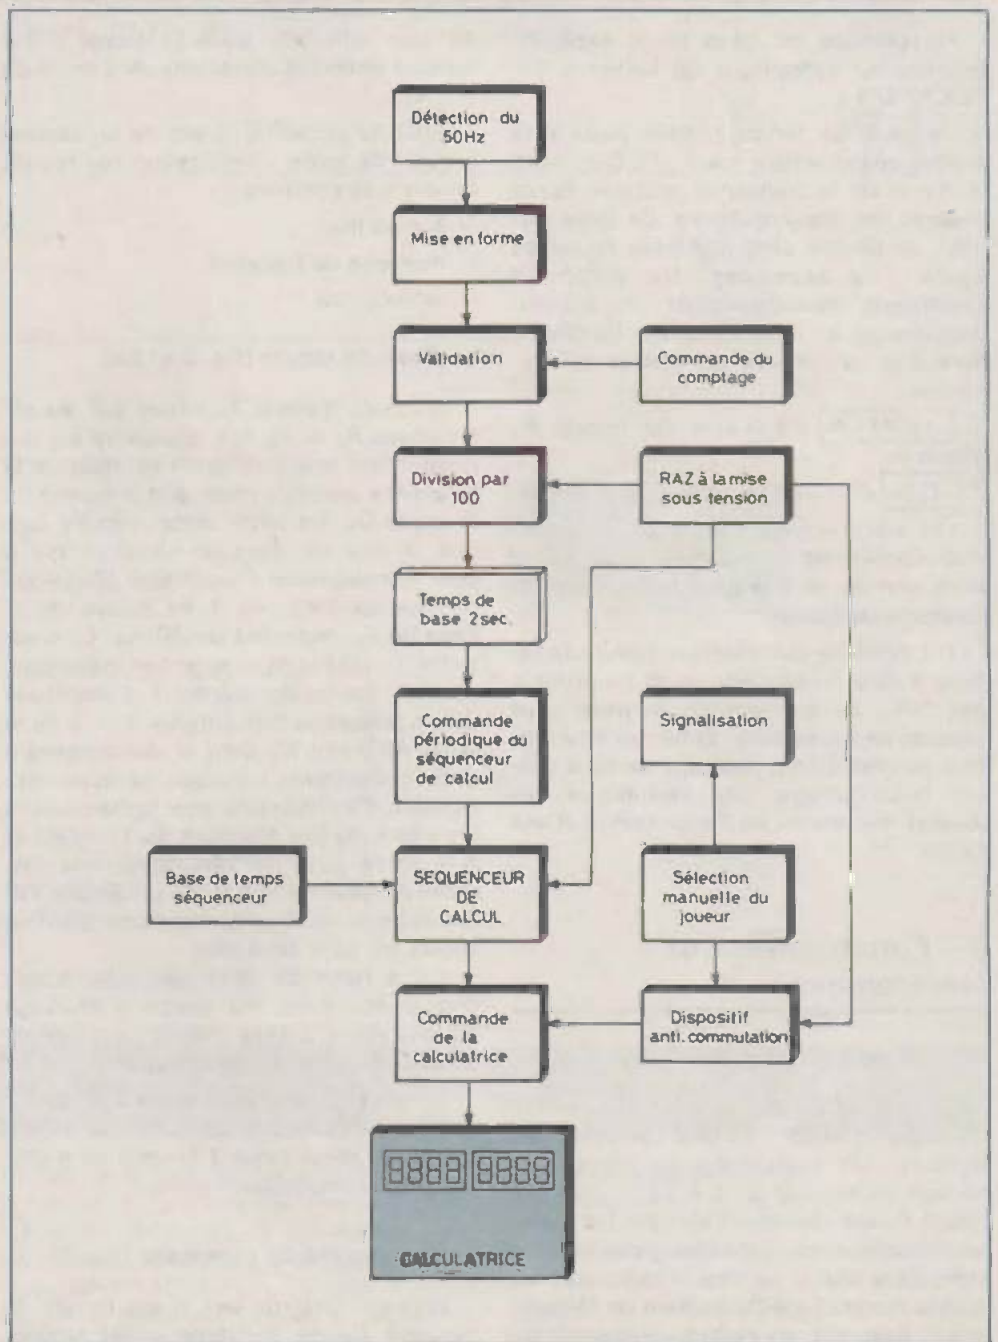 Détection du
50Hz
Mise en forme
Validation
Commande du
comptage
Division par
100
RAZ à la mise
sous tension
Temps de
base 2sec.
Commande
périodique du
séquenceur
de calcul
Signalisation
Base de temps
séquenceur
SEQUENCEUR
DE
CALCUL
Sélection
manuelle du
joueur
Commande
de la
calculatrice
Dispositif
anti.commutation
CALCULATRICE